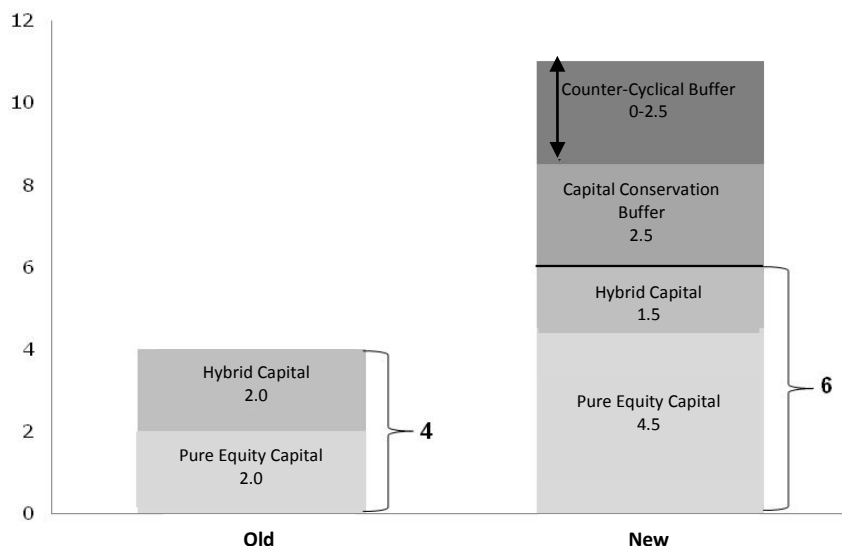 12
10
8
6
4
2
0
Counter-Cyclical Buffer
0-2.5
Capital Conservation
Buffer
2.5
Hybrid Capital
1.5
Pure Equity Capital
4.5
6
Hybrid Capital
2.0
Pure Equity Capital
2.0
4
Old
New